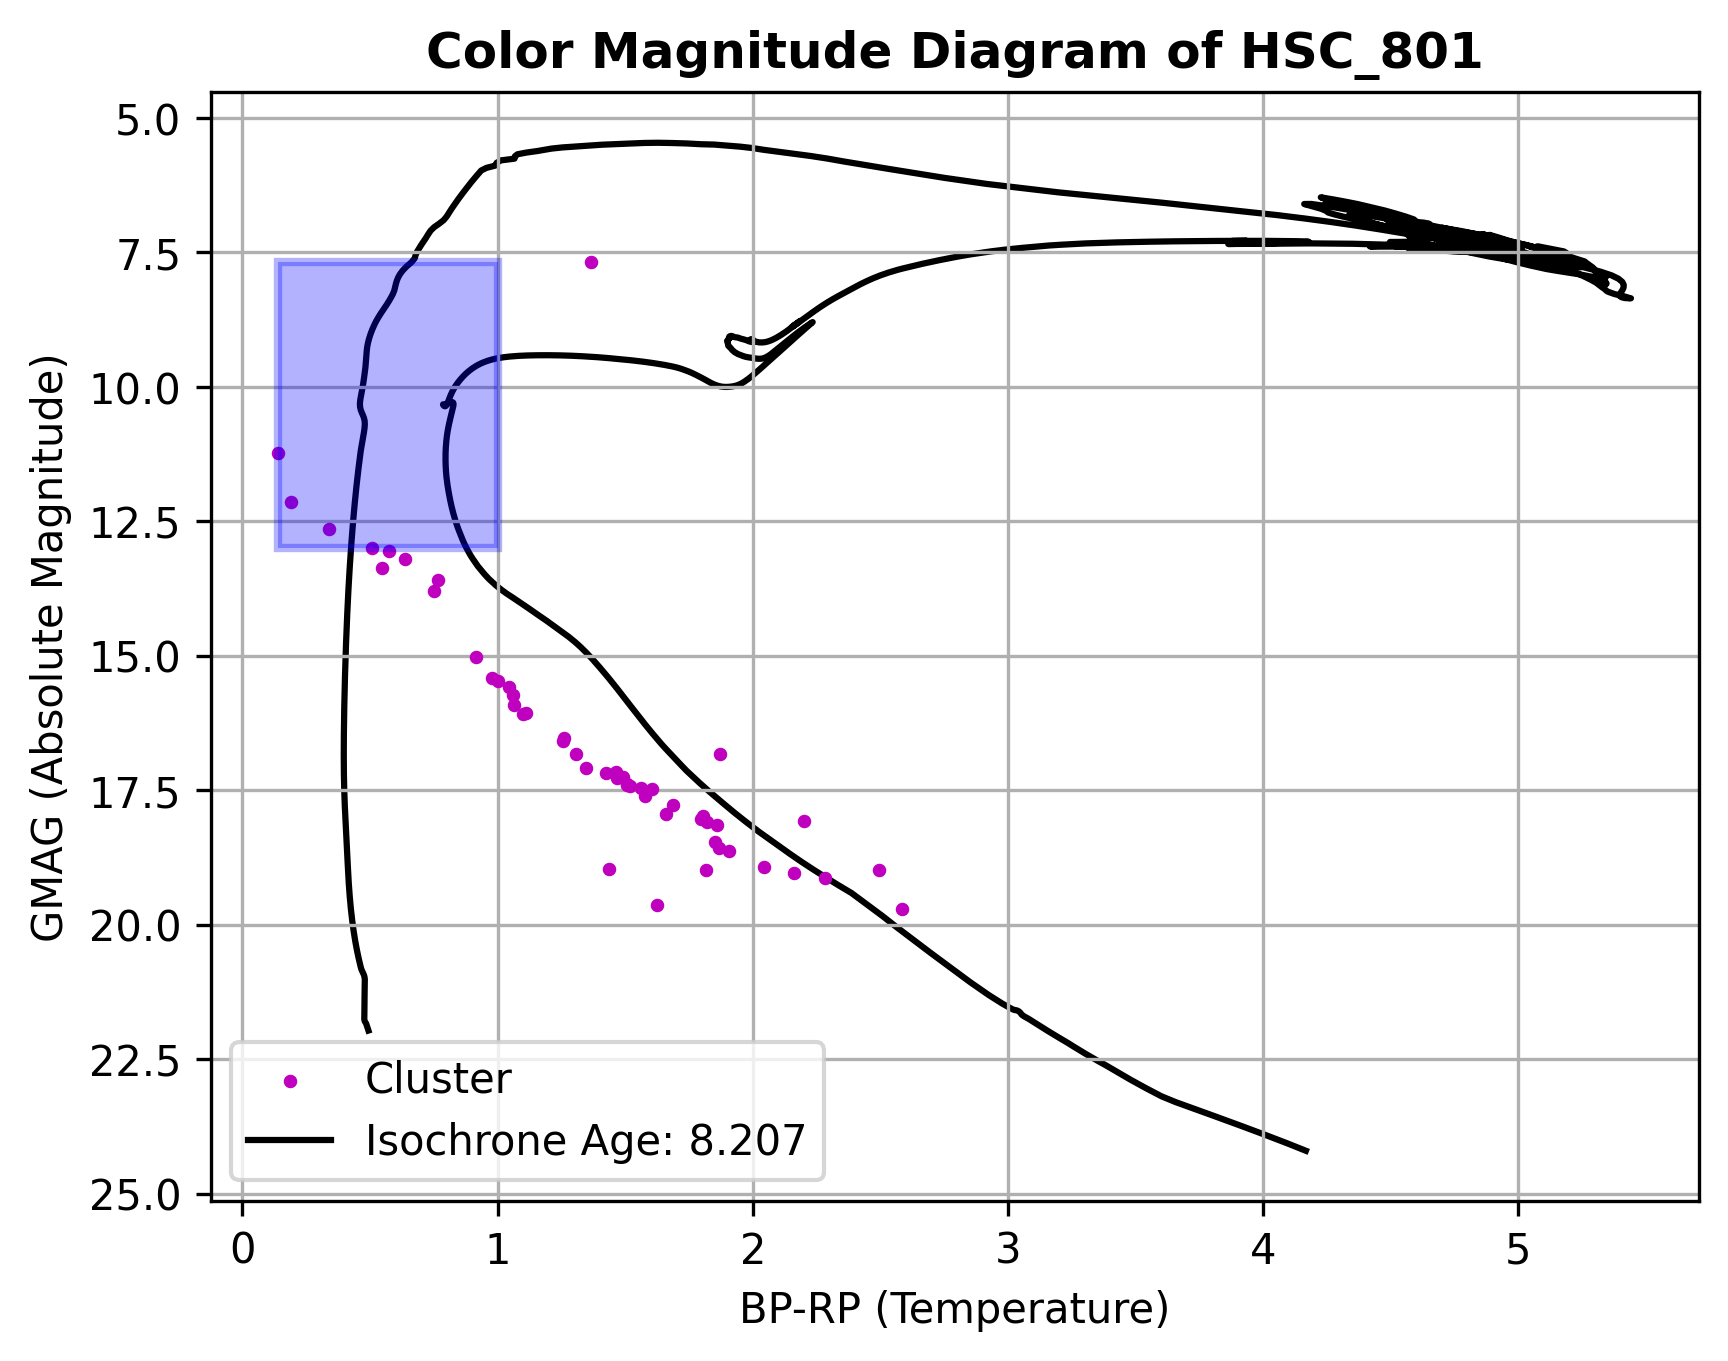 Color Magnitude Diagram of HSC_801
GMAG (Absolute Magnitude)
5.0
7.5
10.0
12.5
15.0
17.5
20.0
22.5
25.0
Cluster
Isochrone Age: 8.207
0 1 2 3 4 5
BP-RP (Temperature)